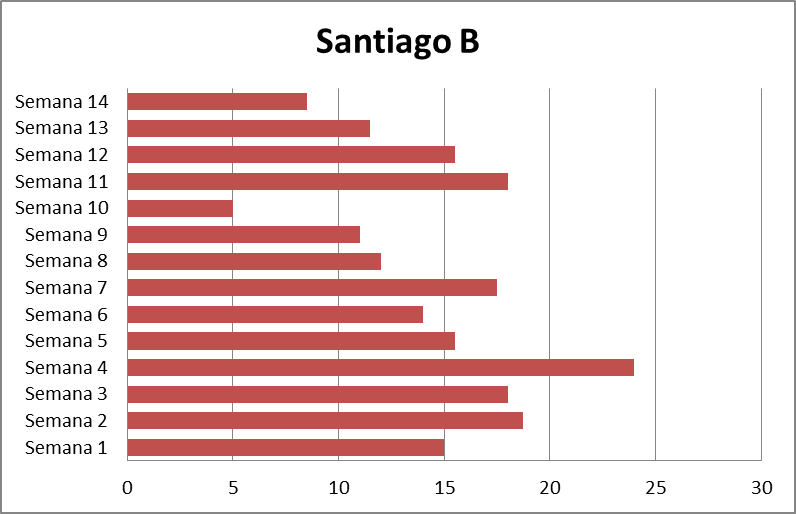 Santiago B
Semana 14
Semana 13
Semana 12
Semana 11
Semana 10
Semana 9
Semana 8
Semana 7
Semana 6
Semana 5
Semana 4
Semana 3
Semana 2
Semana 1
0 5 10 15 20 25 30